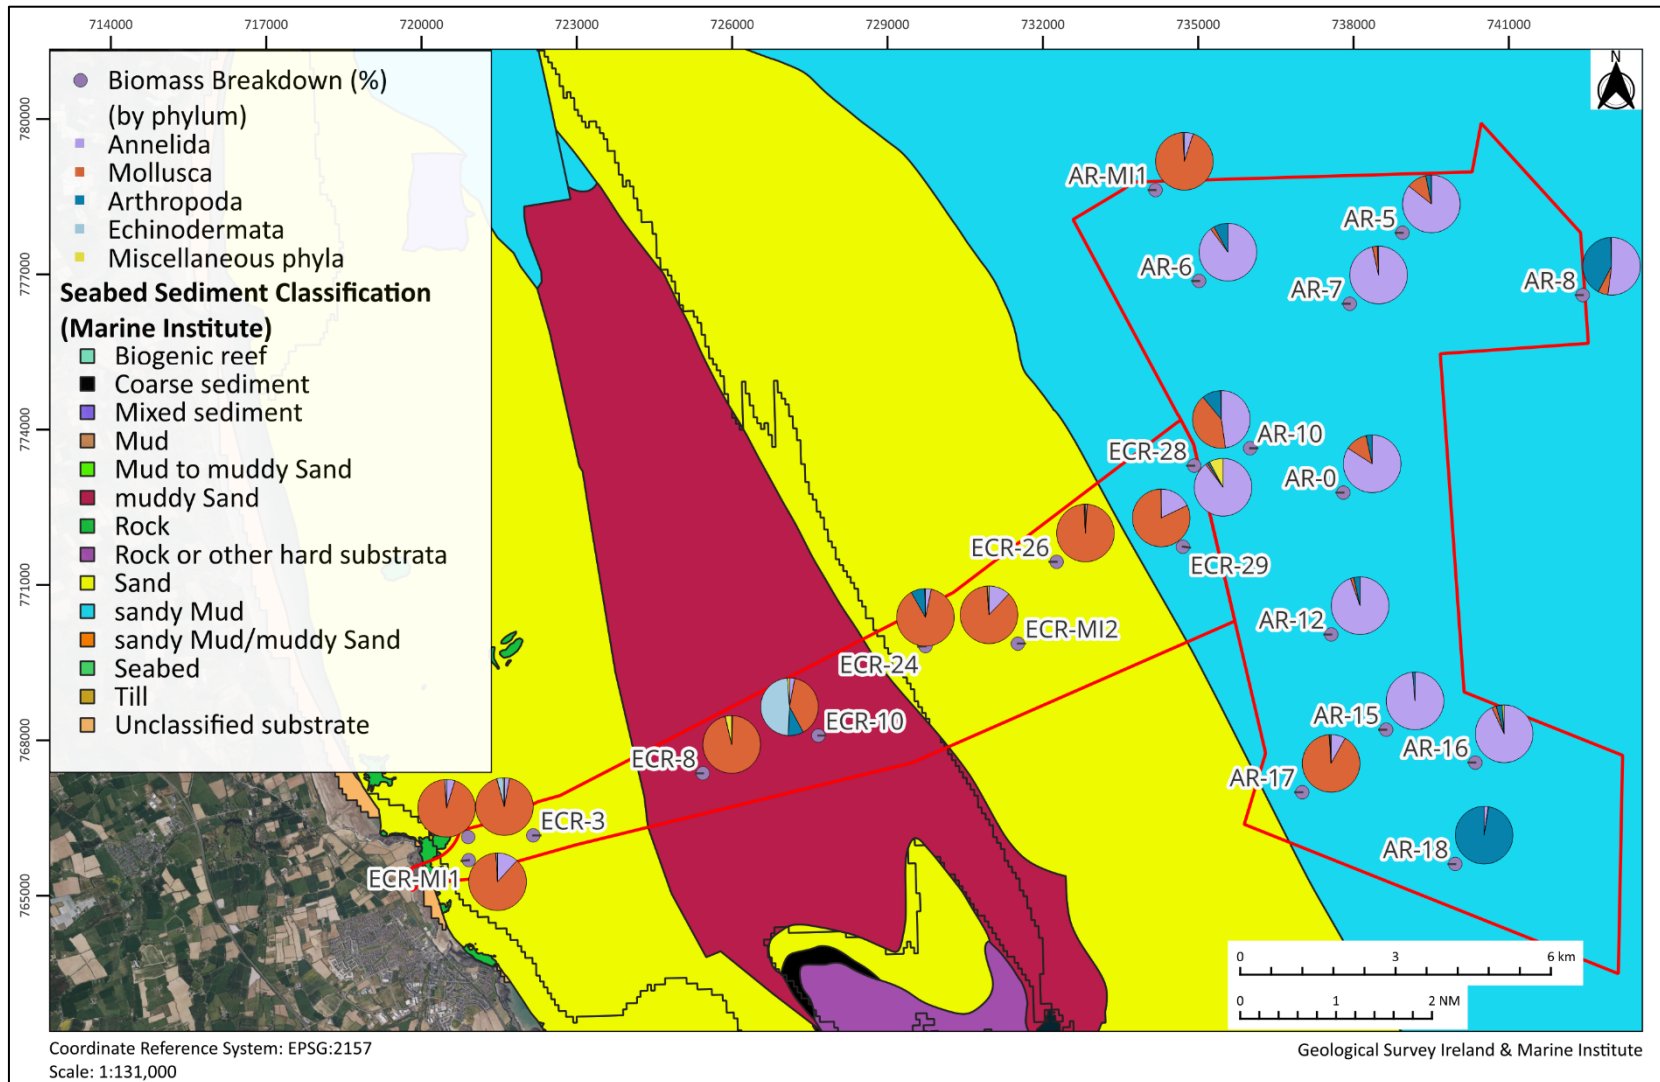 714000 717000 720000 723000 726000 729000 732000 735000 738000 741000
780000
777000
774000
771000
768000
765000
Biomass Breakdown (%)
(by phylum)
Annelida
Mollusca
Arthropoda
Echinodermata
Miscellaneous phyla
Seabed Sediment Classification
(Marine Institute)
Biogenic reef
Coarse sediment
Mixed sediment
Mud
Mud to muddy Sand
muddy Sand
Rock
Rock or other hard substrata
Sand
sandy Mud
sandy Mud/muddy Sand
Seabed
Till
Unclassified substrate
N
AR-MI1
AR-5
AR-6
AR-7
AR-8
AR-10
ECR-28
AR-0
ECR-26
ECR-29
AR-12
ECR-MI2
ECR-24
AR-15
ECR-10
AR-16
ECR-8
AR-17
ECR-3
AR-18
ECR-MI1
0 3 6 km
0 1 2 NM
Coordinate Reference System: EPSG:2157
Scale: 1:131,000
Geological Survey Ireland & Marine Institute